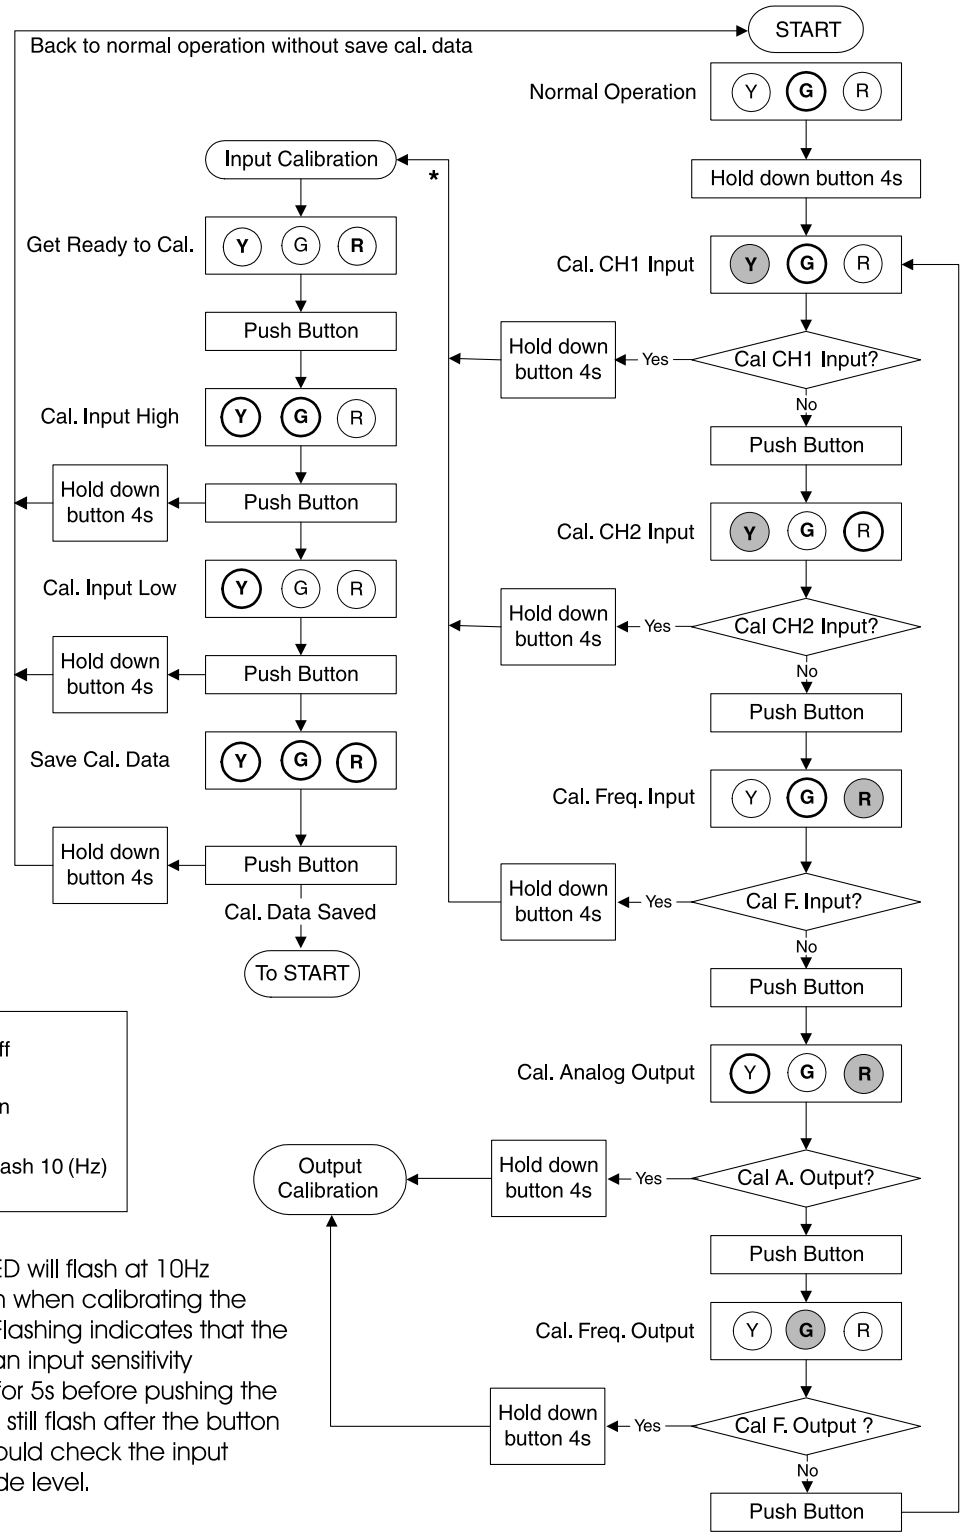 START
Back to normal operation without save cal. data
Normal Operation
Y G R
Hold down button 4s
Cal. CH1 Input
Y G R
Cal CH1 Input?
Yes
Hold down
button 4s
No
Push Button
Cal. CH2 Input
Y G R
Cal CH2 Input?
Yes
Hold down
button 4s
No
Push Button
Cal. Freq. Input
Y G R
Cal F. Input?
Yes
Hold down
button 4s
No
Push Button
Cal. Analog Output
Y G R
Cal A. Output?
Yes
Hold down
button 4s
Output
Calibration
Push Button
Cal. Freq. Output
Y G R
Cal F. Output ?
Yes
Hold down
button 4s
No
Push Button
Input Calibration
*
Get Ready to Cal.
Y G R
Push Button
Cal. Input High
Y G R
Push Button
Hold down
button 4s
Cal. Input Low
Y G R
Push Button
Hold down
button 4s
Save Cal. Data
Y G R
Push Button
Hold down
button 4s
Cal. Data Saved
To START
10 (Hz)
will flash at 10Hz
when calibrating the
Flashing indicates that the
an input sensitivity
for 5s before pushing the
still flash after the button
check the input
level.